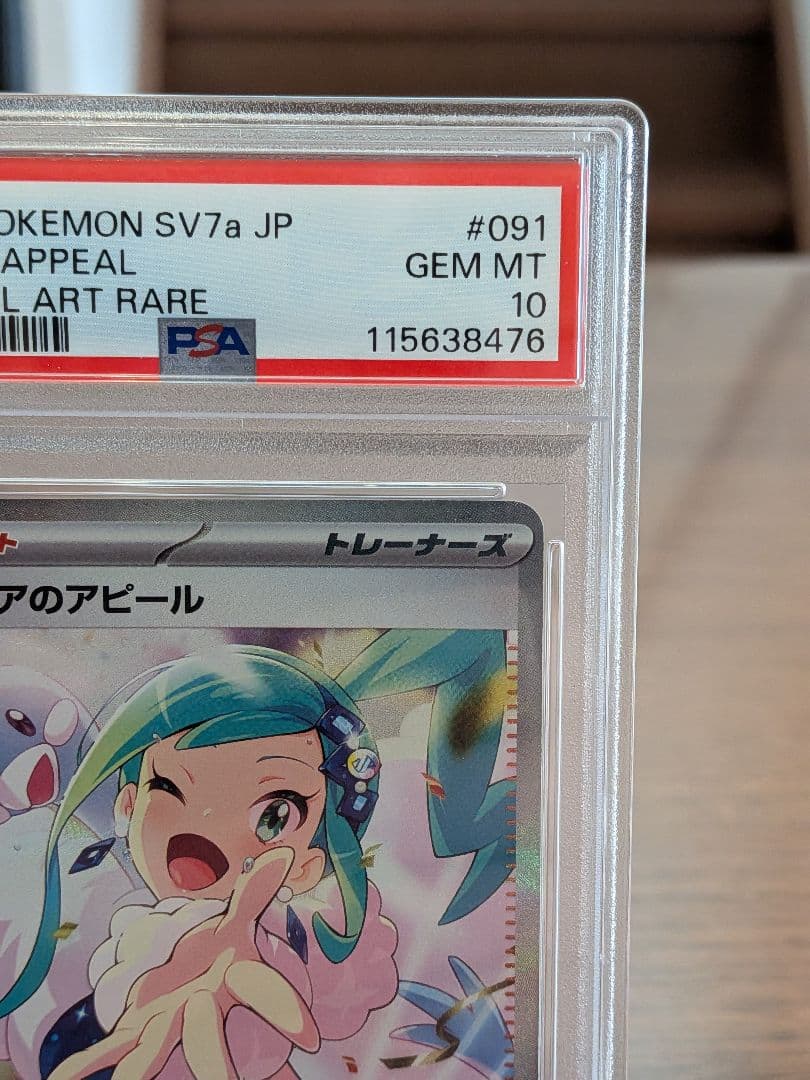 OKEMON SV7a JP #091
APPEAL GEM MT
L ART RARE 10
PSA 115638476
ト トレーナーズ
アのアピール